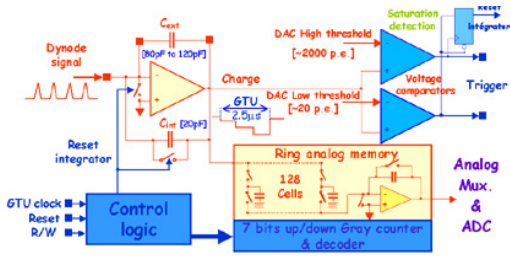 Reset
intégrator
Saturation
detection
Cext
[80pF to 120pF]
DAC High threshold
[~2000 p.e.]
Dynode
signal
Charge
DAC Low threshold
[~20 p.e.]
Voltage
comparators
Trigger
GTU
2.5µs
Cint [20pF]
Reset
integrator
Ring analog memory
128
Cells
Analog
Mux.
&
ADC
GTU clock
Reset
R/W
Control
logic
7 bits up/down Gray counter
& decoder